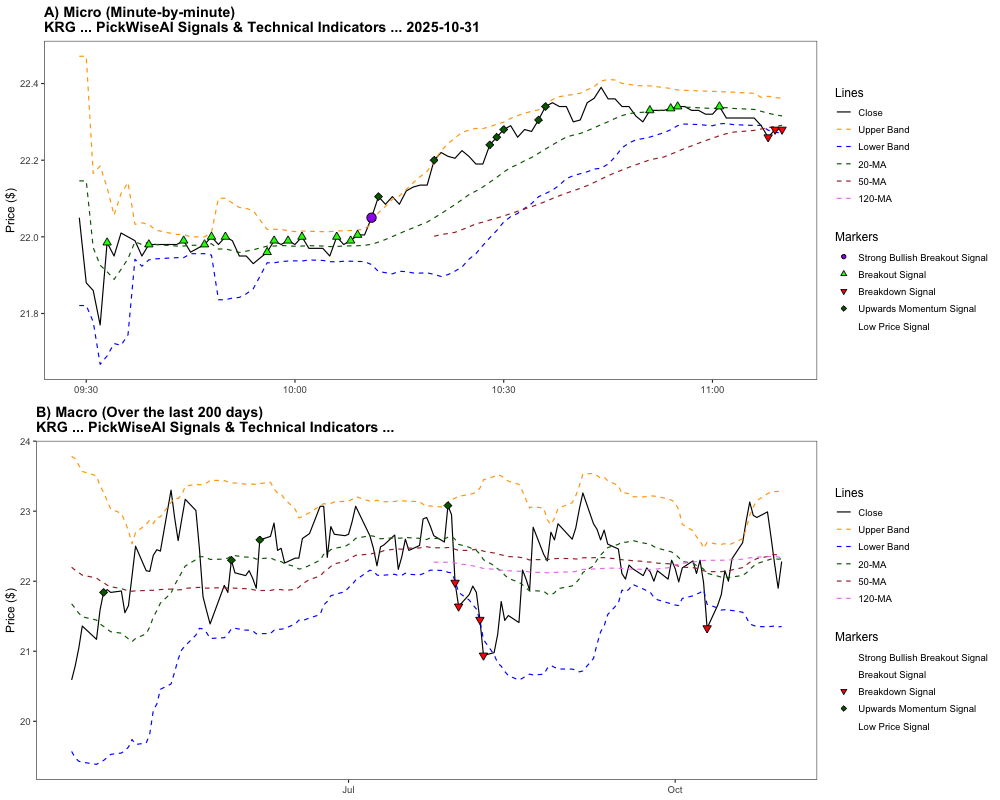 A) Micro (Minute-by-minute)
KRG ... PickWiseAI Signals & Technical Indicators ... 2025-10-31
Price ($)
22.4
22.2
22.0
21.8
09:30
10:00
10:30
11:00
Lines
Close
Upper Band
Lower Band
20-MA
50-MA
120-MA
Markers
Strong Bullish Breakout Signal
Breakout Signal
Breakdown Signal
Upwards Momentum Signal
Low Price Signal
B) Macro (Over the last 200 days)
KRG ... PickWiseAI Signals & Technical Indicators ...
Price ($)
24
23
22
21
20
Jul
Oct
Lines
Close
Upper Band
Lower Band
20-MA
50-MA
120-MA
Markers
Strong Bullish Breakout Signal
Breakout Signal
Breakdown Signal
Upwards Momentum Signal
Low Price Signal